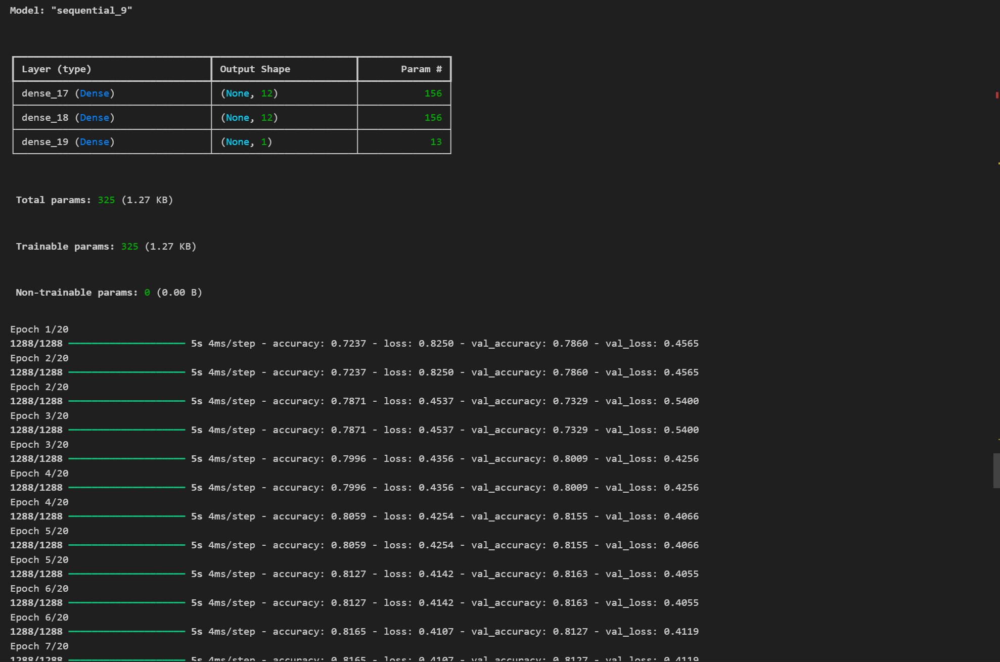 Model: "sequential_9"
Layer (type) Output Shape Param #
dense_17 (Dense) (None, 12) 156
dense_18 (Dense) (None, 12) 156
dense_19 (Dense) (None, 1) 13
Total params: 325 (1.27 KB)
Trainable params: 325 (1.27 KB)
Non-trainable params: 0 (0.00 B)
Epoch 1/20
1288/1288 5s 4ms/step - accuracy: 0.7237 - loss: 0.8250 - val_accuracy: 0.7860 - val_loss: 0.4565
Epoch 2/20
1288/1288 5s 4ms/step - accuracy: 0.7237 - loss: 0.8250 - val_accuracy: 0.7860 - val_loss: 0.4565
Epoch 2/20
1288/1288 5s 4ms/step - accuracy: 0.7871 - loss: 0.4537 - val_accuracy: 0.7329 - val_loss: 0.5400
Epoch 3/20
1288/1288 5s 4ms/step - accuracy: 0.7871 - loss: 0.4537 - val_accuracy: 0.7329 - val_loss: 0.5400
Epoch 3/20
1288/1288 5s 4ms/step - accuracy: 0.7996 - loss: 0.4356 - val_accuracy: 0.8009 - val_loss: 0.4256
Epoch 4/20
1288/1288 5s 4ms/step - accuracy: 0.7996 - loss: 0.4356 - val_accuracy: 0.8009 - val_loss: 0.4256
Epoch 4/20
1288/1288 5s 4ms/step - accuracy: 0.8059 - loss: 0.4254 - val_accuracy: 0.8155 - val_loss: 0.4066
Epoch 5/20
1288/1288 5s 4ms/step - accuracy: 0.8059 - loss: 0.4254 - val_accuracy: 0.8155 - val_loss: 0.4066
Epoch 5/20
1288/1288 5s 4ms/step - accuracy: 0.8127 - loss: 0.4142 - val_accuracy: 0.8163 - val_loss: 0.4055
Epoch 6/20
1288/1288 5s 4ms/step - accuracy: 0.8127 - loss: 0.4142 - val_accuracy: 0.8163 - val_loss: 0.4055
Epoch 6/20
1288/1288 5s 4ms/step - accuracy: 0.8165 - loss: 0.4107 - val_accuracy: 0.8127 - val_loss: 0.4119
Epoch 7/20
1288/1288 5s 4ms/step - accuracy: 0.8165 - loss: 0.4107 - val_accuracy: 0.8127 - val_loss: 0.4119